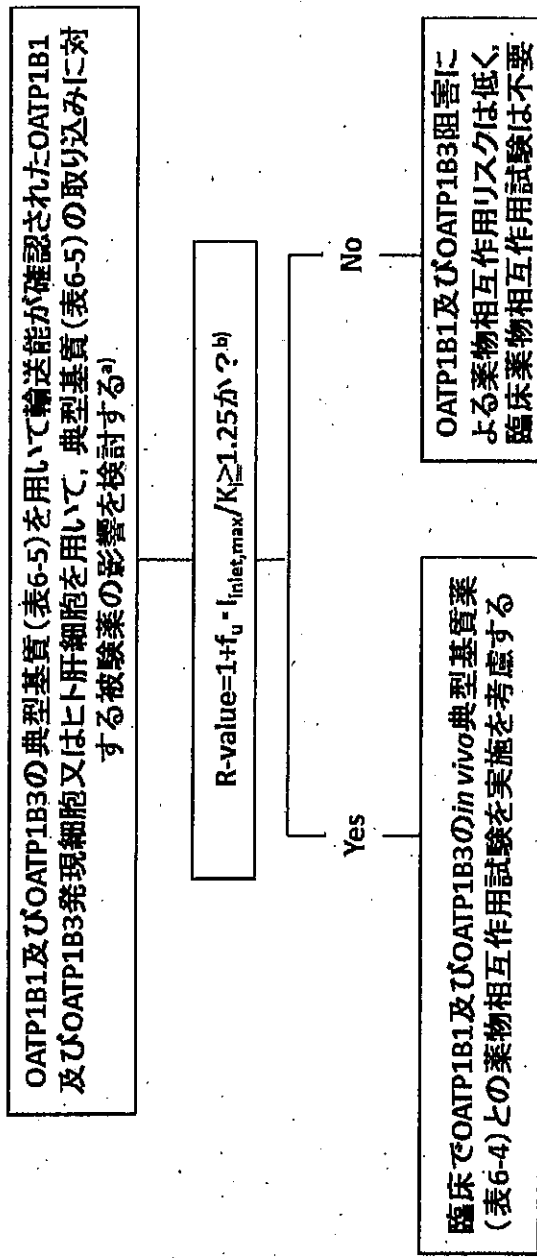 OATP1B1及びOATP1B3の典型基質(表6-5)を用いて輸送能が確認されたOATP1B1
及びOATP1B3発現細胞又はヒト肝細胞を用いて,典型基質(表6-5)の取り込みに対
する被験薬の影響を検討するa)
R-value=1+fu・Iinlet,max/Ki≥1.25か?b)
Yes
No
臨床でOATP1B1及びOATP1B3のin vivo典型基質薬
(表6-4)との薬物相互作用試験を実施を考慮する
OATP1B1及びOATP1B3阻害に
よる薬物相互作用リスクは低く,
臨床薬物相互作用試験は不要